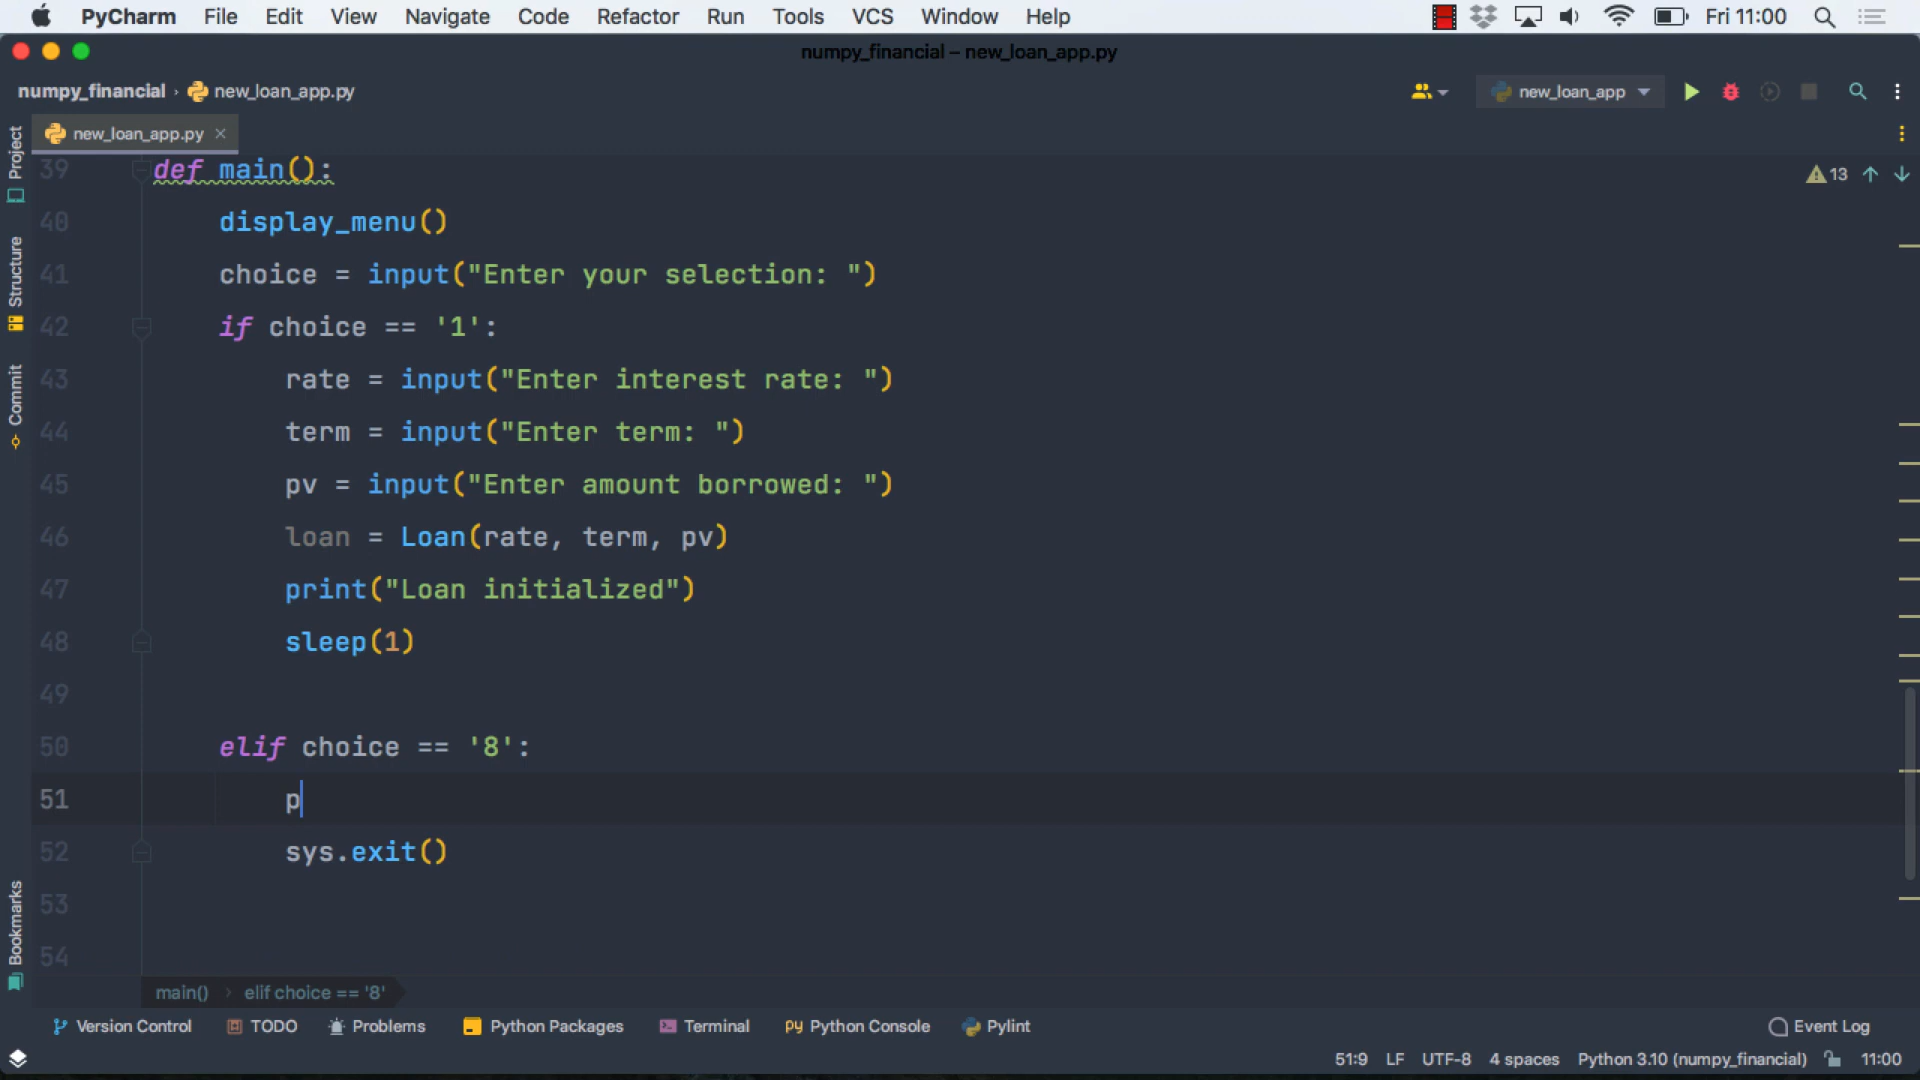 PyCharm File Edit View Navigate Code Refactor Run Tools VCS Window Help Fri 11:00
numpy_financial – new_loan_app.py
numpy_financial › new_loan_app.py new_loan_app
new_loan_app.py
Project
Structure
Commit
Bookmarks
13
39 def main():
40 display_menu()
41 choice = input("Enter your selection: ")
42 if choice == '1':
43 rate = input("Enter interest rate: ")
44 term = input("Enter term: ")
45 pv = input("Enter amount borrowed: ")
46 loan = Loan(rate, term, pv)
47 print("Loan initialized")
48 sleep(1)
49
50 elif choice == '8':
51 p
52 sys.exit()
53
54
main() › elif choice == '8'
Version Control TODO Problems Python Packages Terminal Python Console Pylint Event Log
51:9 LF UTF-8 4 spaces Python 3.10 (numpy_financial) 11:00